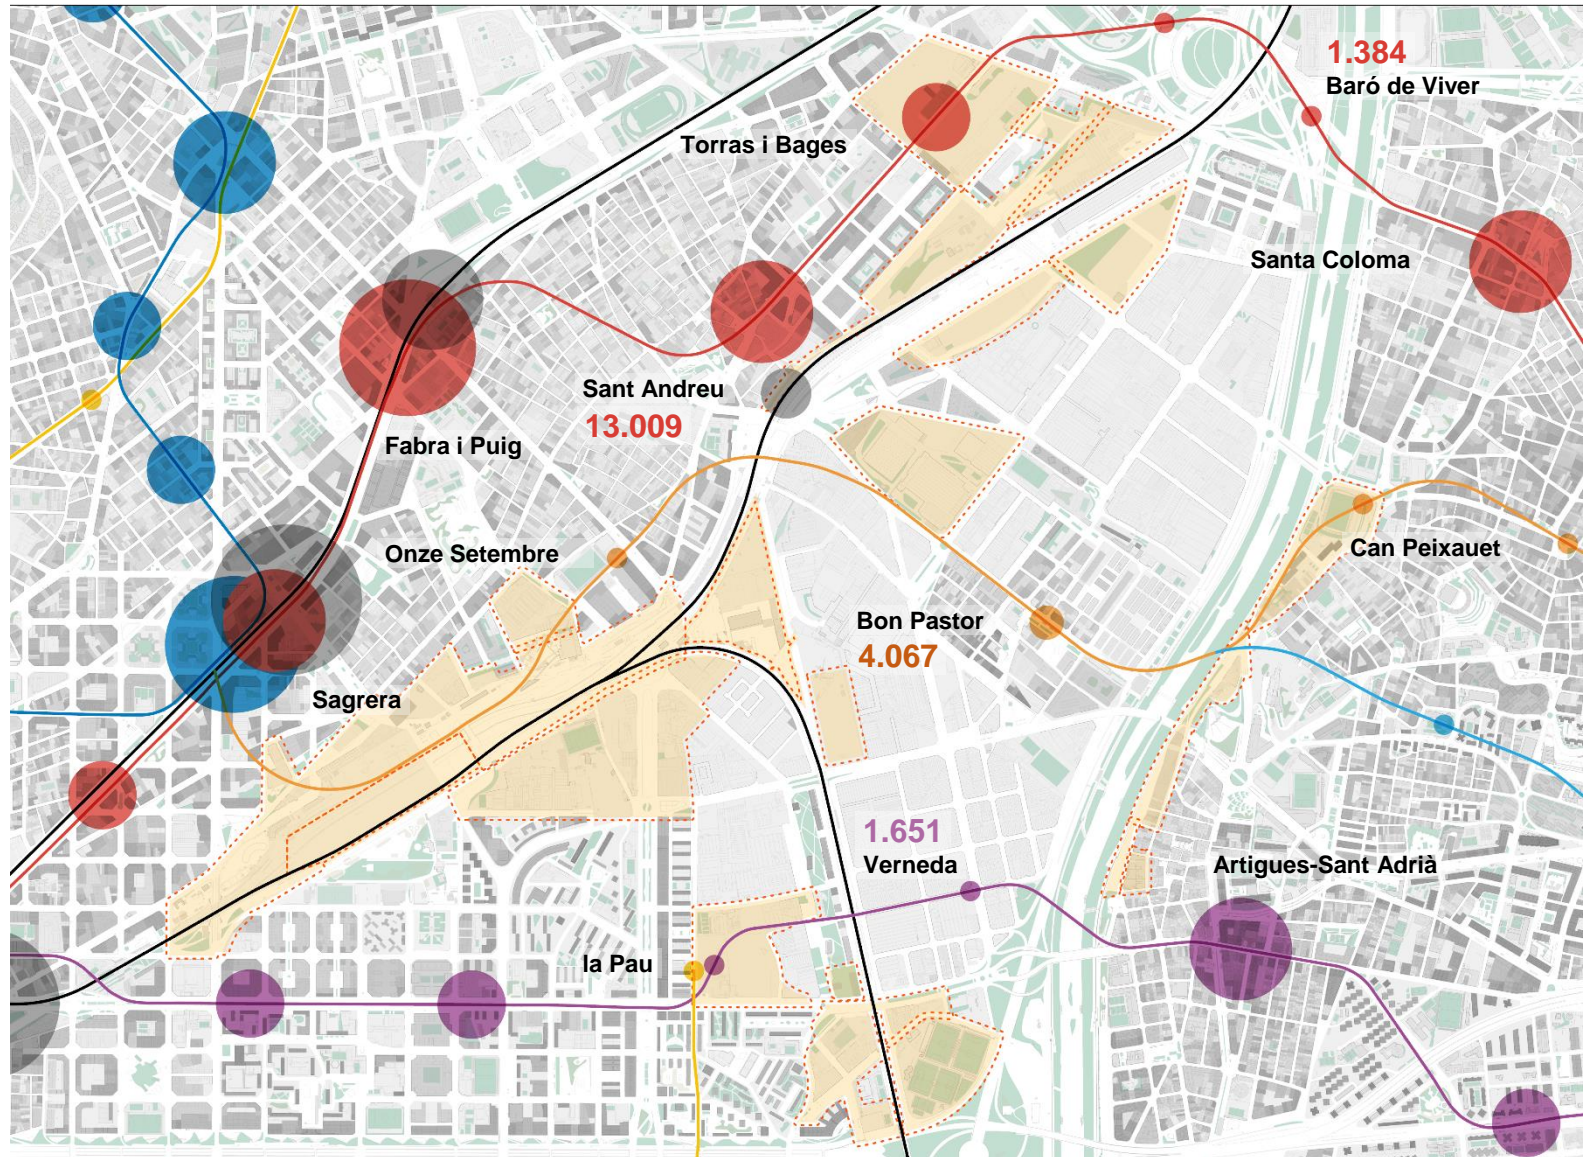 1.384
Baró de Viver
Torras i Bages
Santa Coloma
Sant Andreu
13.009
Fabra i Puig
Onze Setembre
Can Peixauet
Bon Pastor
4.067
Sagrera
1.651
Verneda
Artigues-Sant Adrià
la Pau